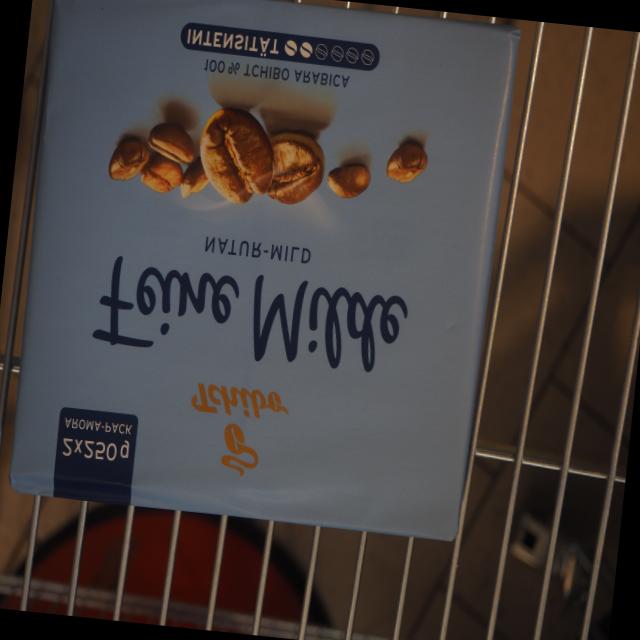 Tchibo
2x250g
AROMA-PACK
Feine Milde
NATUR-MILD
100 % TCHIBO ARABICA
INTENSITÄT